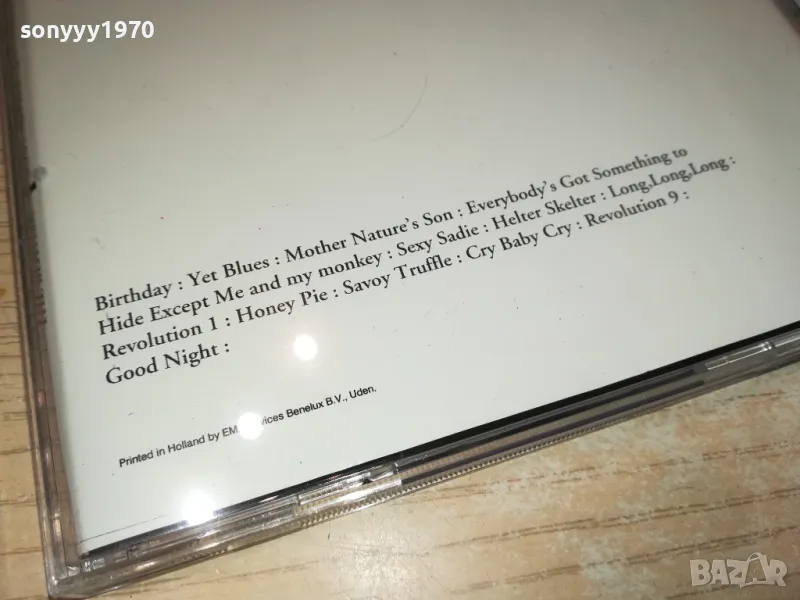 sonyyy1970
Birthday : Yet Blues : Mother Nature's Son : Everybody's Got Something to
Hide Except Me and my monkey : Sexy Sadie : Helter Skelter : Long,Long,Long :
Revolution 1 : Honey Pie : Savoy Truffle : Cry Baby Cry : Revolution 9 :
Good Night :
Printed in Holland by Benelux B.V., Uden.
BAZAR